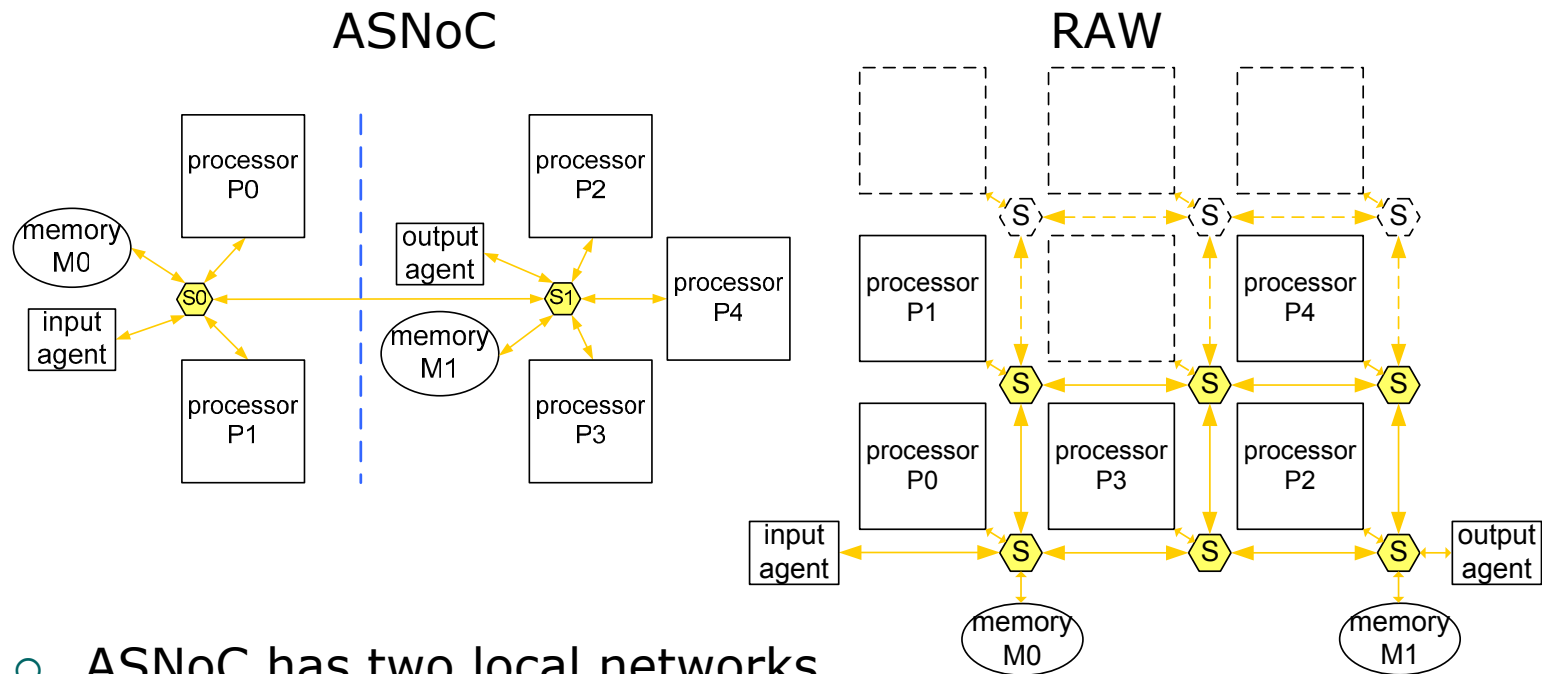 ASNoC
RAW
processor
P0
processor
P2
memory
M0
output
agent
S0
S1
processor
P4
input
agent
memory
M1
processor
P1
processor
P3
S
S
S
processor
P1
processor
P4
S
S
S
processor
P0
processor
P3
processor
P2
input
agent
S
S
S
output
agent
memory
M0
memory
M1
ASNoC has two local networks